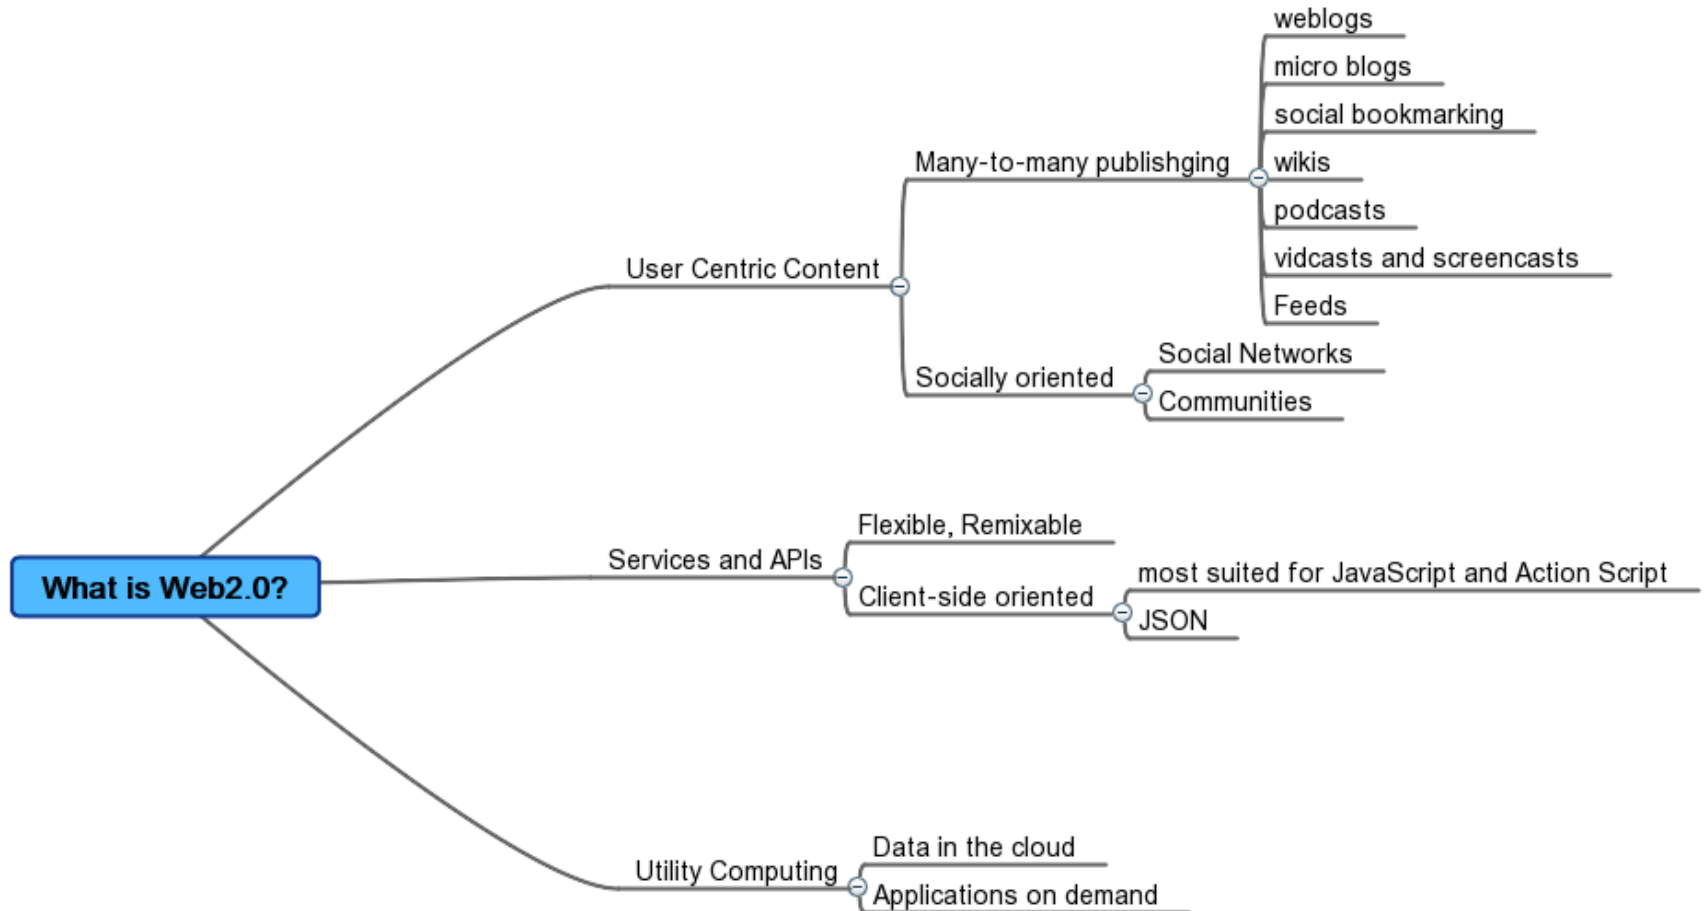 What is Web2.0?
User Centric Content
Many-to-many publishging
weblogs
micro blogs
social bookmarking
wikis
podcasts
vidcasts and screencasts
Feeds
Socially oriented
Social Networks
Communities
Services and APIs
Flexible, Remixable
Client-side oriented
most suited for JavaScript and Action Script
JSON
Utility Computing
Data in the cloud
Applications on demand